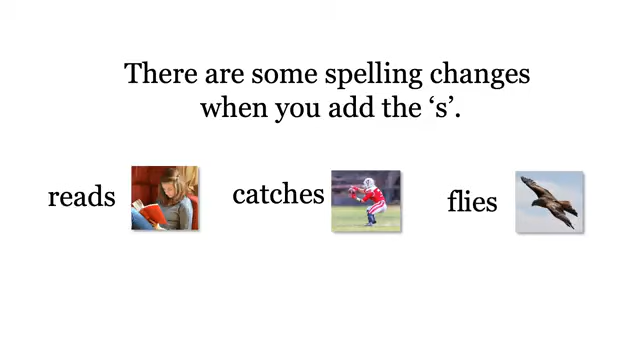 There are some spelling changes
when you add the ‘s’.
reads
catches
flies